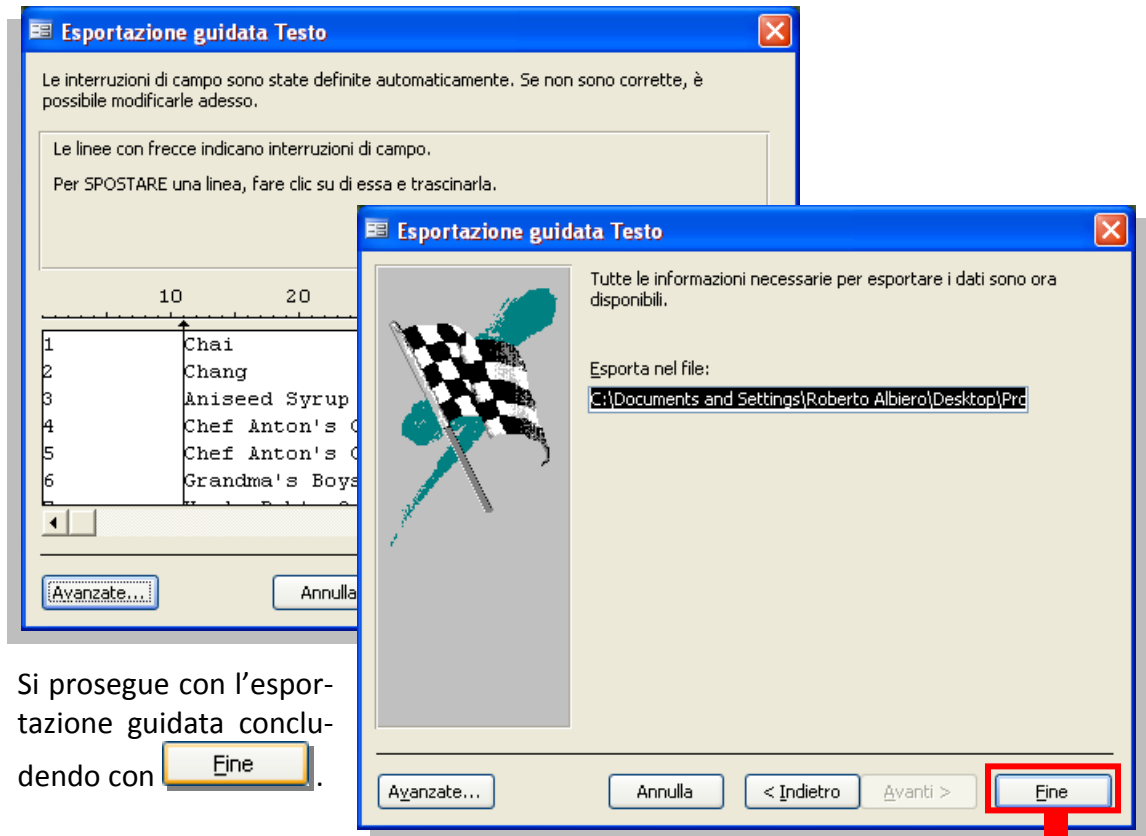 Esportazione guidata Testo
Le interruzioni di campo sono state definite automaticamente. Se non sono corrette, è
possibile modificarle adesso.
Le linee con frecce indicano interruzioni di campo.
Per SPOSTARE una linea, fare clic su di essa e trascinarla.
10 20
1 Chai
2 Chang
3 Aniseed Syrup
4 Chef Anton's
5 Chef Anton's
6 Grandma's Boys
Avanzate... Annulla
Esportazione guidata Testo
Tutte le informazioni necessarie per esportare i dati sono ora
disponibili.
Esporta nel file:
C:\Documents and Settings\Roberto Albiero\Desktop\Pro
Avanzate... Annulla < Indietro Avanti > Fine
Si prosegue con l’espor-
tazione guidata conclu-
dendo con Fine .